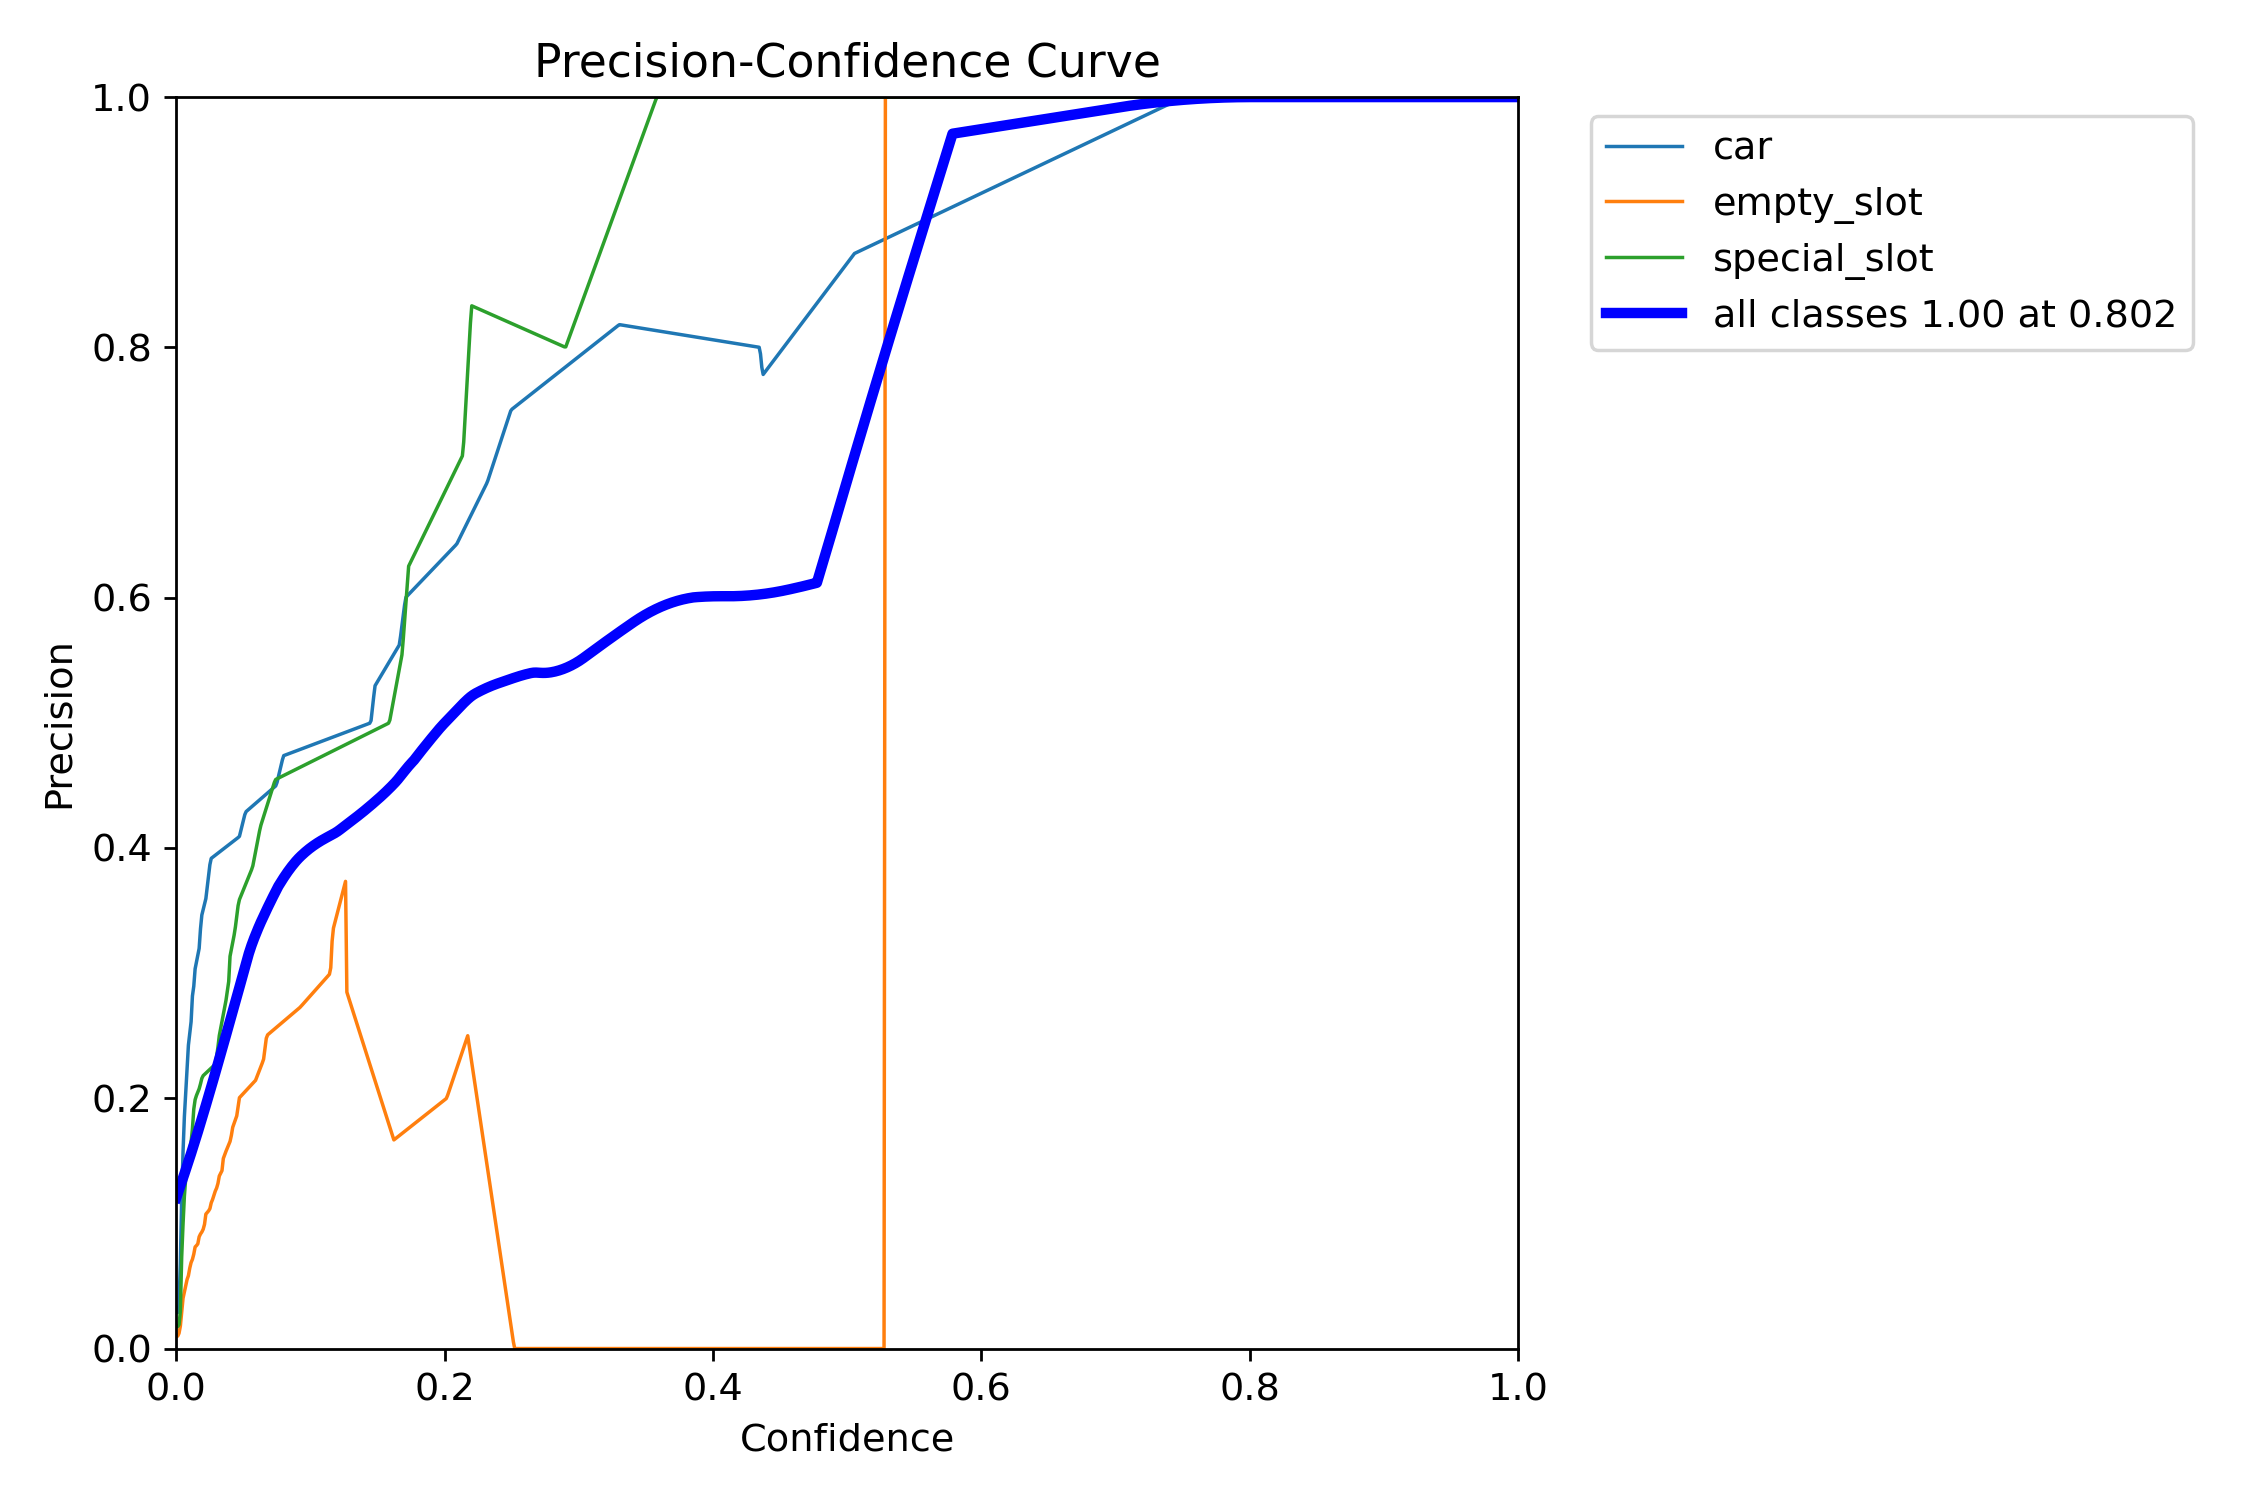 Precision-Confidence Curve
1.0
0.8
0.6
0.4
0.2
0.0
Precision
0.0 0.2 0.4 0.6 0.8 1.0
Confidence
car
empty_slot
special_slot
all classes 1.00 at 0.802